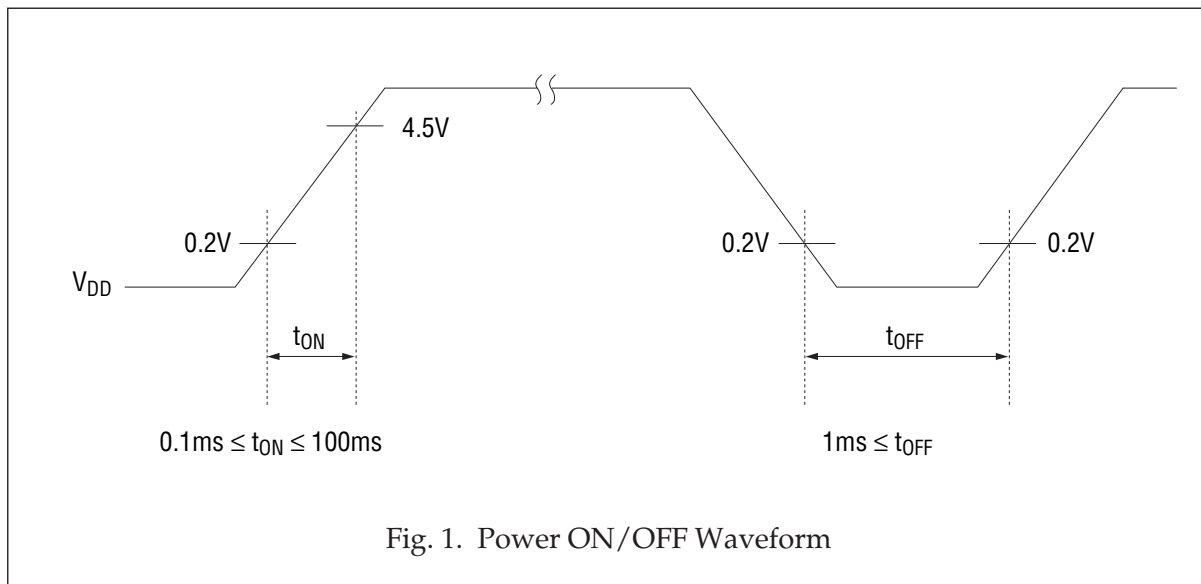 4.5V
0.2V
0.2V
0.2V
VDD
tON
tOFF
0.1ms ≤ tON ≤ 100ms
1ms ≤ tOFF
Fig. 1. Power ON/OFF Waveform